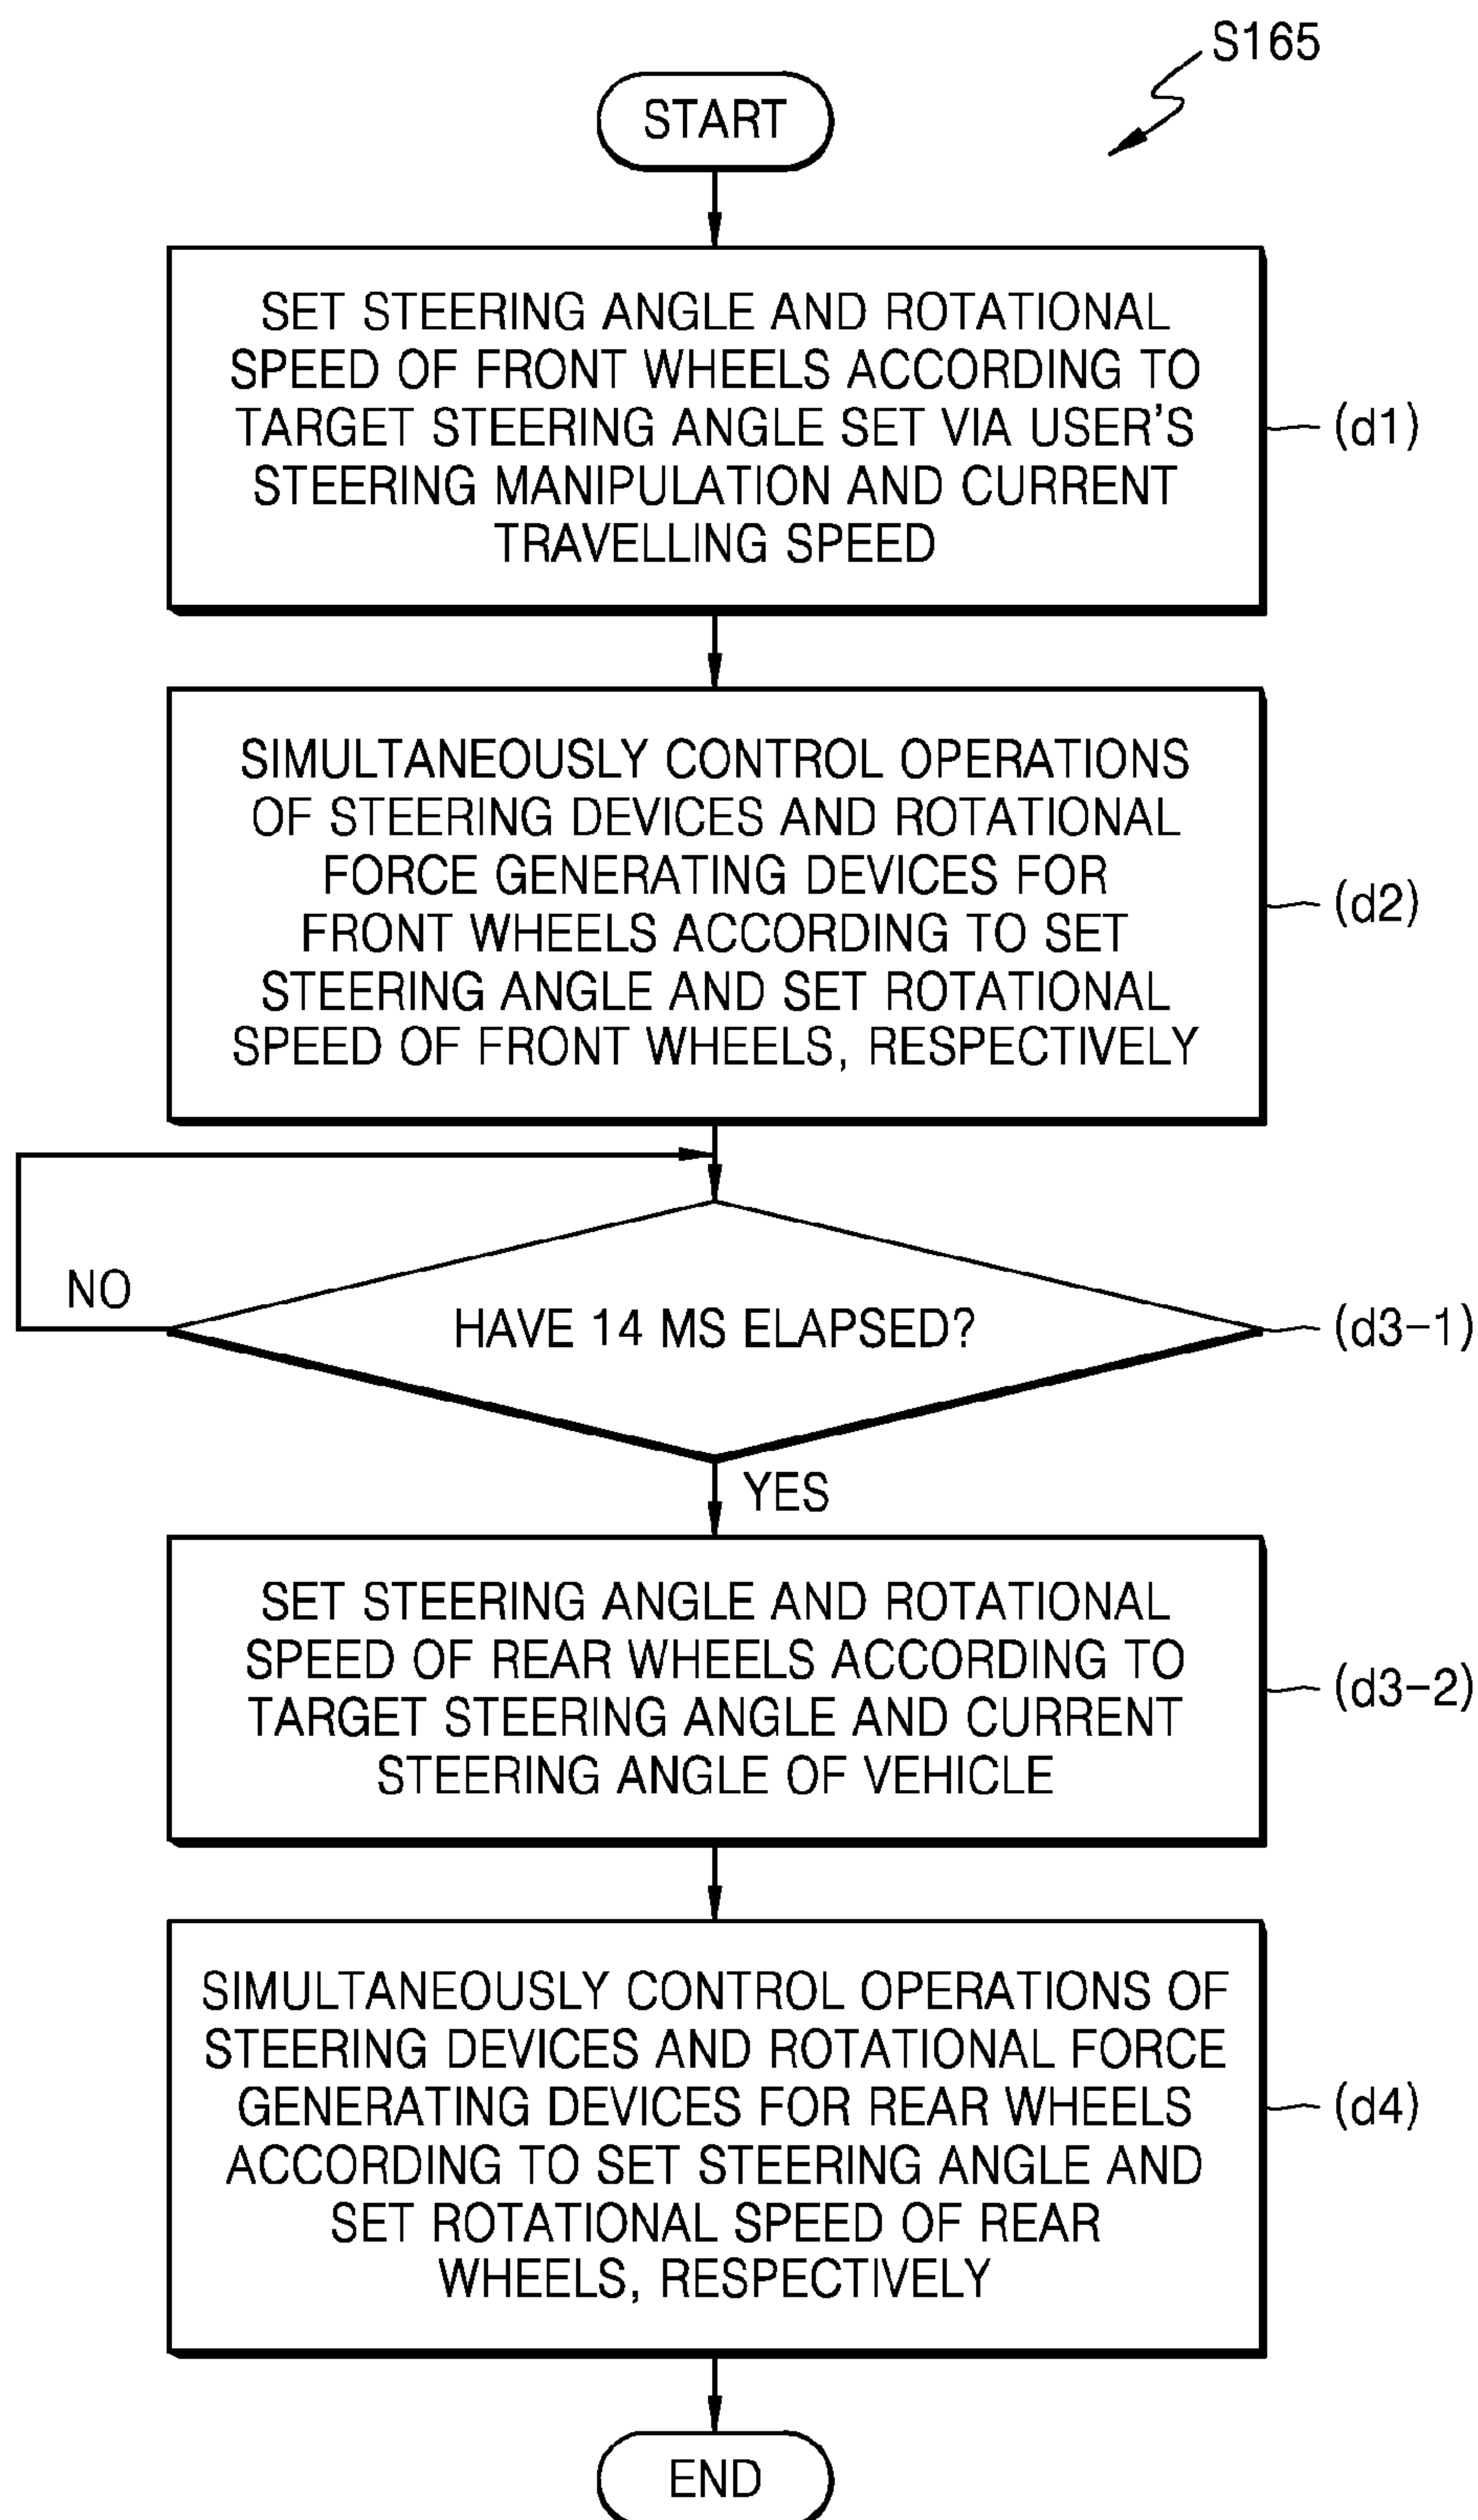 S165
START
SET STEERING ANGLE AND ROTATIONAL
SPEED OF FRONT WHEELS ACCORDING TO
TARGET STEERING ANGLE SET VIA USER'S
STEERING MANIPULATION AND CURRENT
TRAVELLING SPEED
(d1)
SIMULTANEOUSLY CONTROL OPERATIONS
OF STEERING DEVICES AND ROTATIONAL
FORCE GENERATING DEVICES FOR
FRONT WHEELS ACCORDING TO SET
STEERING ANGLE AND SET ROTATIONAL
SPEED OF FRONT WHEELS, RESPECTIVELY
(d2)
NO
HAVE 14 MS ELAPSED?
(d3-1)
YES
SET STEERING ANGLE AND ROTATIONAL
SPEED OF REAR WHEELS ACCORDING TO
TARGET STEERING ANGLE AND CURRENT
STEERING ANGLE OF VEHICLE
(d3-2)
SIMULTANEOUSLY CONTROL OPERATIONS OF
STEERING DEVICES AND ROTATIONAL FORCE
GENERATING DEVICES FOR REAR WHEELS
ACCORDING TO SET STEERING ANGLE AND
SET ROTATIONAL SPEED OF REAR
WHEELS, RESPECTIVELY
(d4)
END